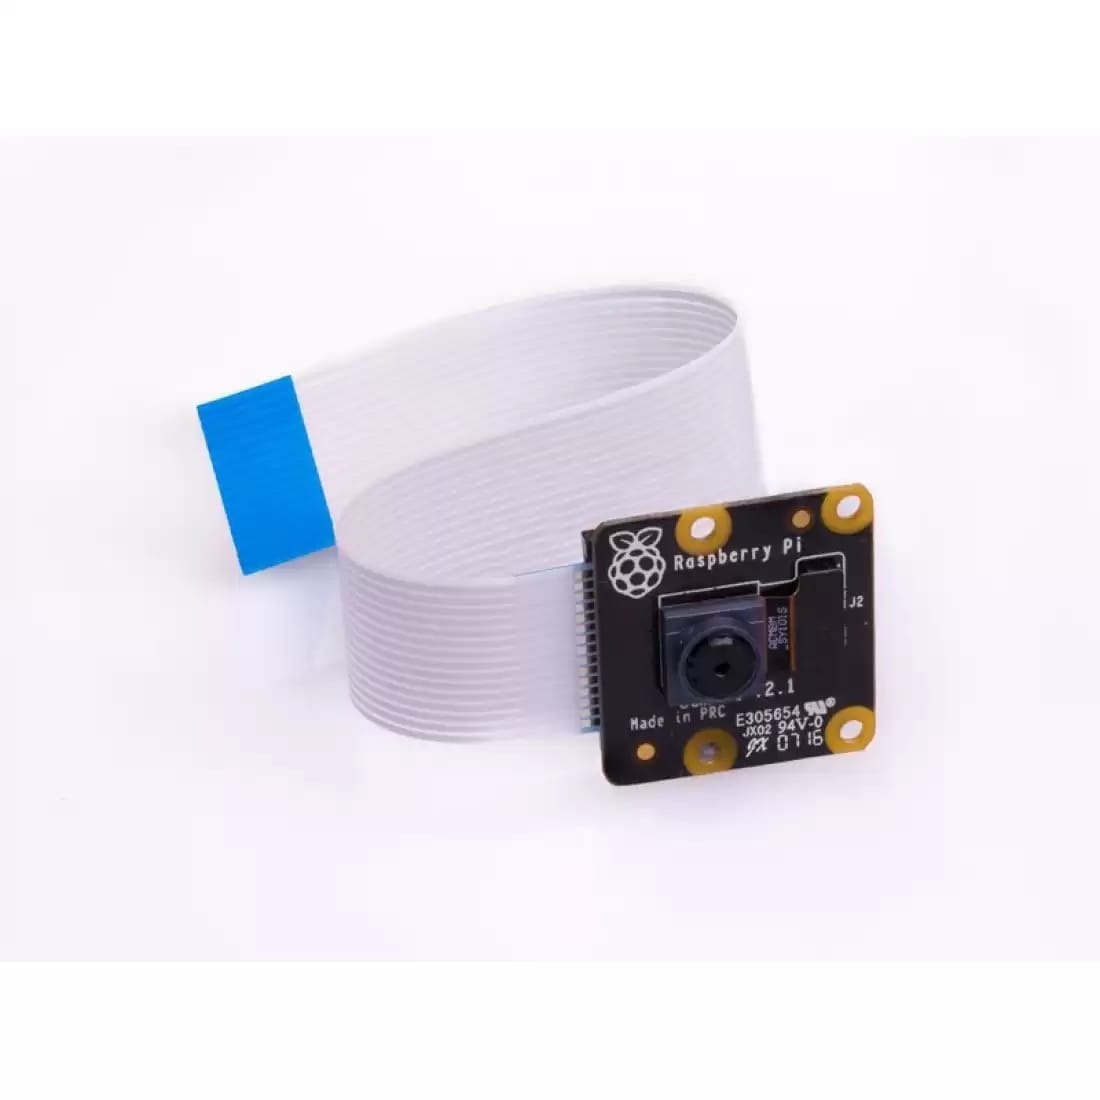 Raspberry Pi
J2
.2.1
Made in PRC
E305654
JX02 94V-0
0716